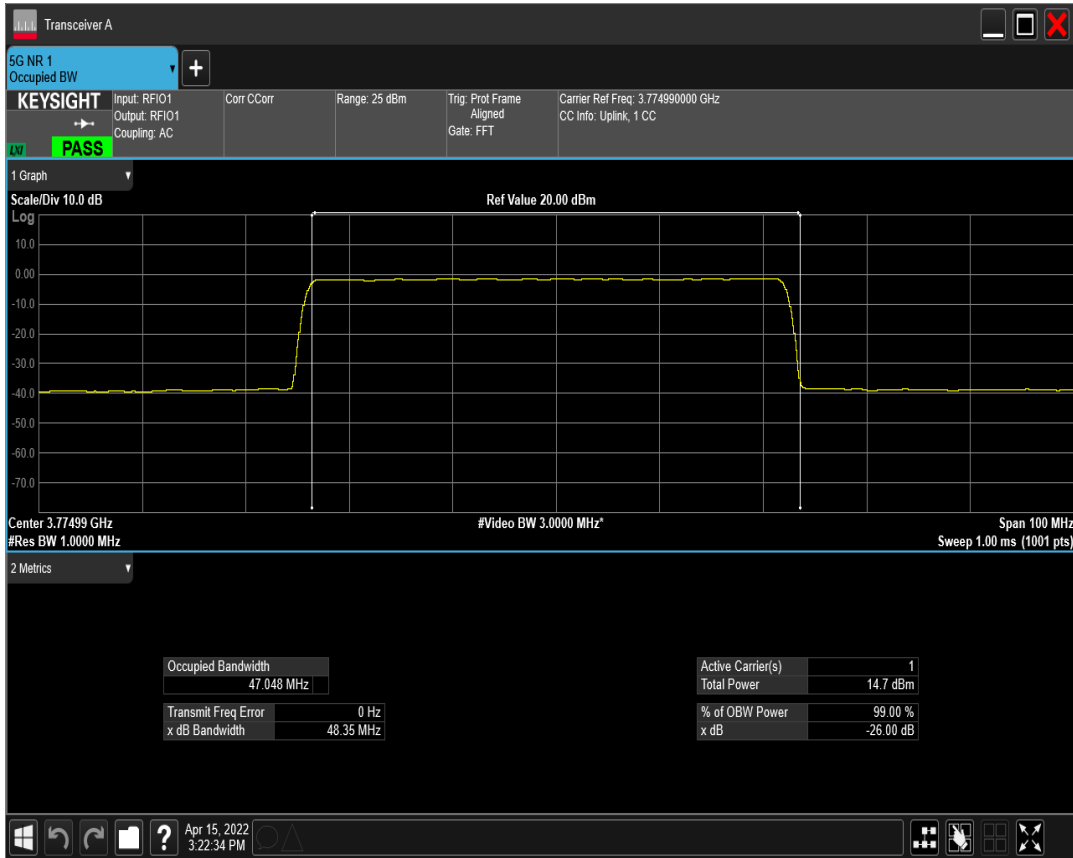 Transceiver A
5G NR 1
Occupied BW
KEYSIGHT
LXI
PASS
Input: RFIO1
Output: RFIO1
Coupling: AC
Corr CCorr
Range: 25 dBm
Trig: Prot Frame
Aligned
Gate: FFT
Carrier Ref Freq: 3.774990000 GHz
CC Info: Uplink, 1 CC
1 Graph
Scale/Div 10.0 dB
Ref Value 20.00 dBm
Log
10.0
0.00
-10.0
-20.0
-30.0
-40.0
-50.0
-60.0
-70.0
Center 3.77499 GHz
#Video BW 3.0000 MHz*
Span 100 MHz
#Res BW 1.0000 MHz
Sweep 1.00 ms (1001 pts)
2 Metrics
Occupied Bandwidth
47.048 MHz
Transmit Freq Error 0 Hz
x dB Bandwidth 48.35 MHz
Active Carrier(s) 1
Total Power 14.7 dBm
% of OBW Power 99.00 %
x dB -26.00 dB
?
Apr 15, 2022
3:22:34 PM